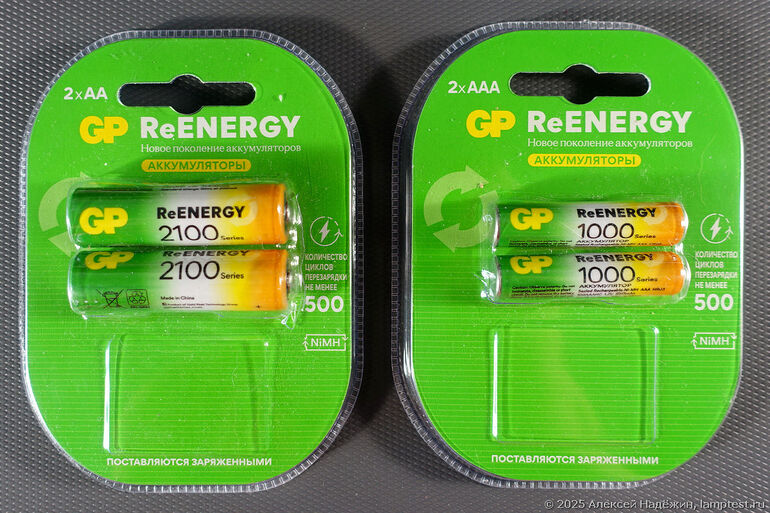 2xAA
GP ReENERGY
Новое поколение аккумуляторов
АККУМУЛЯТОРЫ
GP ReENERGY
2100 Series
GP ReENERGY
2100 Series
Made in China
КОЛИЧЕСТВО
ЦИКЛОВ
ПЕРЕЗАРЯДКИ
НЕ МЕНЕЕ
500
NiMH
ПОСТАВЛЯЮТСЯ ЗАРЯЖЕННЫМИ
2xAAA
GP ReENERGY
Новое поколение аккумуляторов
АККУМУЛЯТОРЫ
GP ReENERGY
1000 Series
АККУМУЛЯТОР
GP ReENERGY
1000 Series
АККУМУЛЯТОР
КОЛИЧЕСТВО
ЦИКЛОВ
ПЕРЕЗАРЯДКИ
НЕ МЕНЕЕ
500
NiMH
ПОСТАВЛЯЮТСЯ ЗАРЯЖЕННЫМИ
© 2025 Алексей Надёжин, lamptest.ru